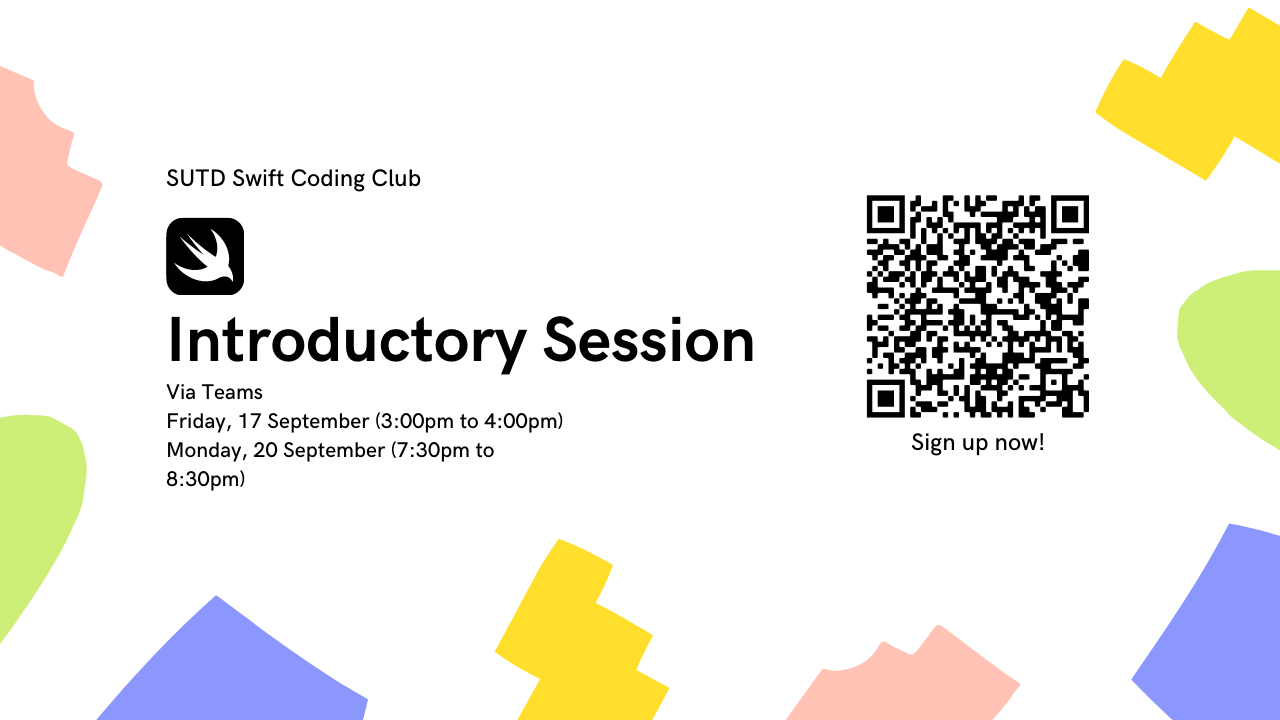 SUTD Swift Coding Club
Introductory Session
Via Teams
Friday, 17 September (3:00pm to 4:00pm)
Monday, 20 September (7:30pm to
8:30pm)
Sign up now!